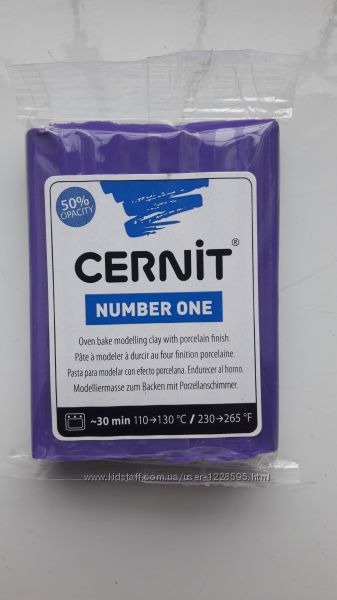 50%
OPACITY
CERNiT®
NUMBER ONE
Oven bake modelling clay with porcelain finish.
Pâte à modeler à durcir au four finition porcelaine.
Pasta para modelar con efecto porcelana. Endurecer al horno.
Modelliermasse zum Backen mit Porzellanschimmer.
~30 min 110→130 °C / 230→265 °F
www.kidstaff.com.ua/user-1228595.html